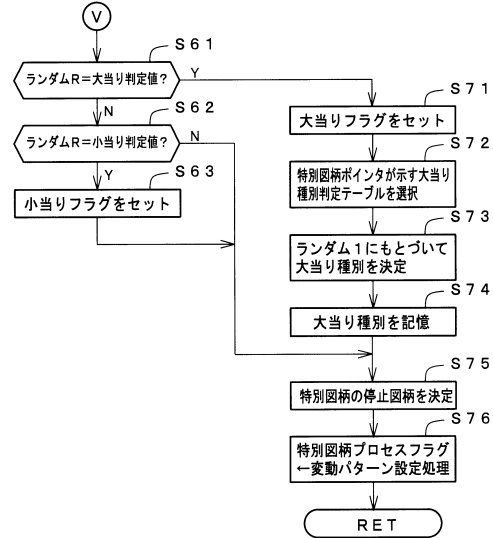 V
S61
ランダムR=大当り判定値?
Y
N
S62
ランダムR=小当り判定値?
N
Y
S63
小当りフラグをセット
S71
大当りフラグをセット
S72
特別図柄ポインタが示す大当り
種別判定テーブルを選択
S73
ランダム1にもとづいて
大当り種別を決定
S74
大当り種別を記憶
S75
特別図柄の停止図柄を決定
S76
特別図柄プロセスフラグ
←変動パターン設定処理
RET